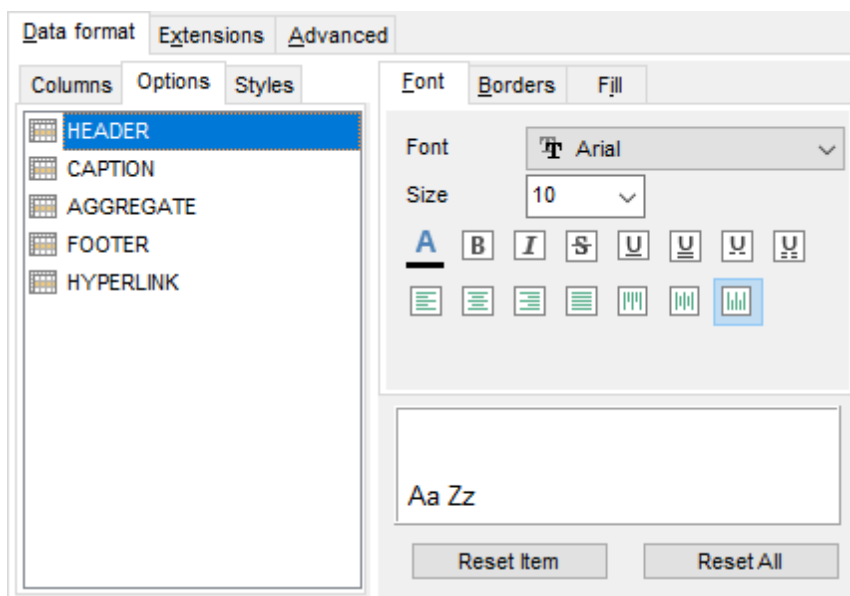 Data format Extensions Advanced
Columns Options Styles
HEADER
CAPTION
AGGREGATE
FOOTER
HYPERLINK
Font Borders Fill
Font Arial
Size 10
A B I S U U U U
Aa Zz
Reset Item Reset All